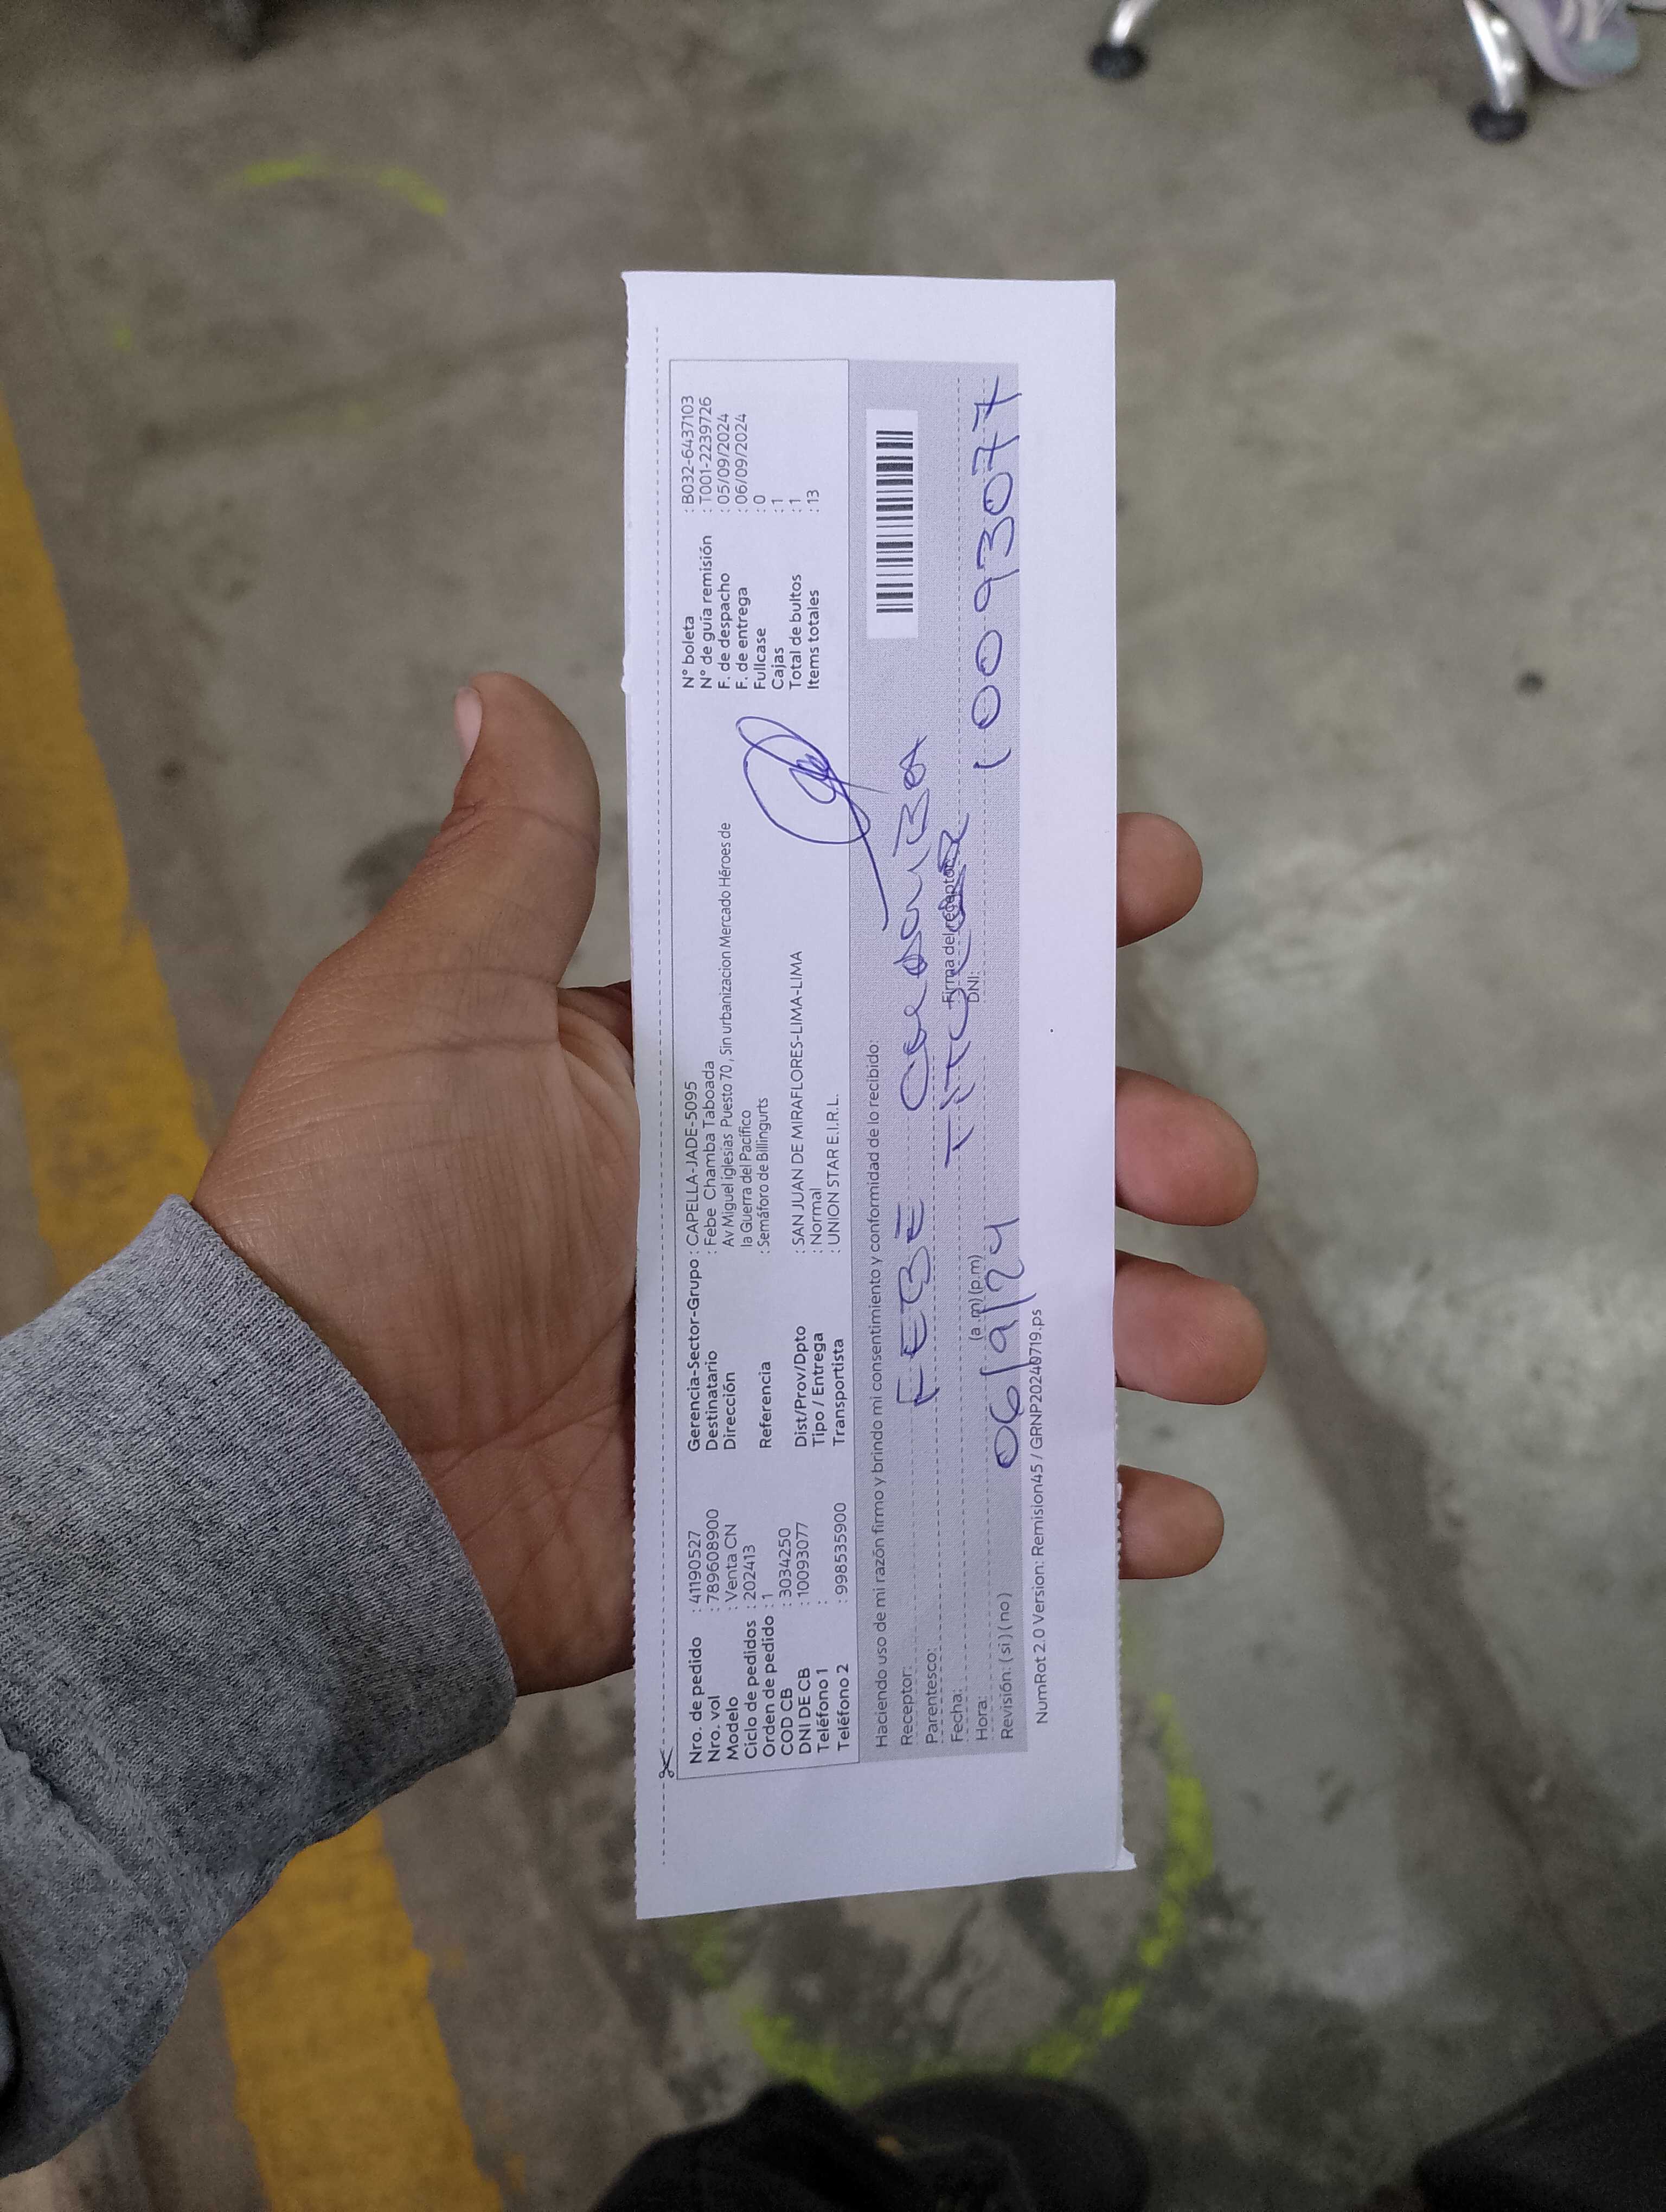 Nro. de pedido : 41190527
Nro. vol : 789608900
Modelo : Venta CN
Ciclo de pedidos : 202413
Orden de pedido : 1
COD CB : 3034250
DNI DE CB : 10093077
Teléfono 1 :
Teléfono 2 : 998535900
Gerencia-Sector-Grupo : CAPELLA-JADE-5095
Destinatario : Febe Chamba Taboada
Dirección Av Miguel iglesias Puesto 70 , Sin urbanizacion Mercado Héroes de
la Guerra del Pacífico
Referencia : Semáforo de Billingurts
Dist/Prov/Dpto : SAN JUAN DE MIRAFLORES-LIMA-LIMA
Tipo / Entrega : Normal
Transportista : UNION STAR E.I.R.L.
N° boleta : B032-6437103
N° de guía remisión : T001-2239726
F. de despacho : 05/09/2024
F. de entrega : 06/09/2024
Fullcase : 0
Cajas : 1
Total de bultos : 1
Items totales : 13
Haciendo uso de mi razón firmo y brindo mi consentimiento y conformidad de lo recibido:
Receptor: FEBE
Parentesco:
Fecha:
Hora: (a.m) (p.m)
Revisión: ( si ) ( no ) 06/9/24
Firma del receptor
DNI: 10093077
NumRot 2.0 Version: Remision45 / GRNP20240719.ps